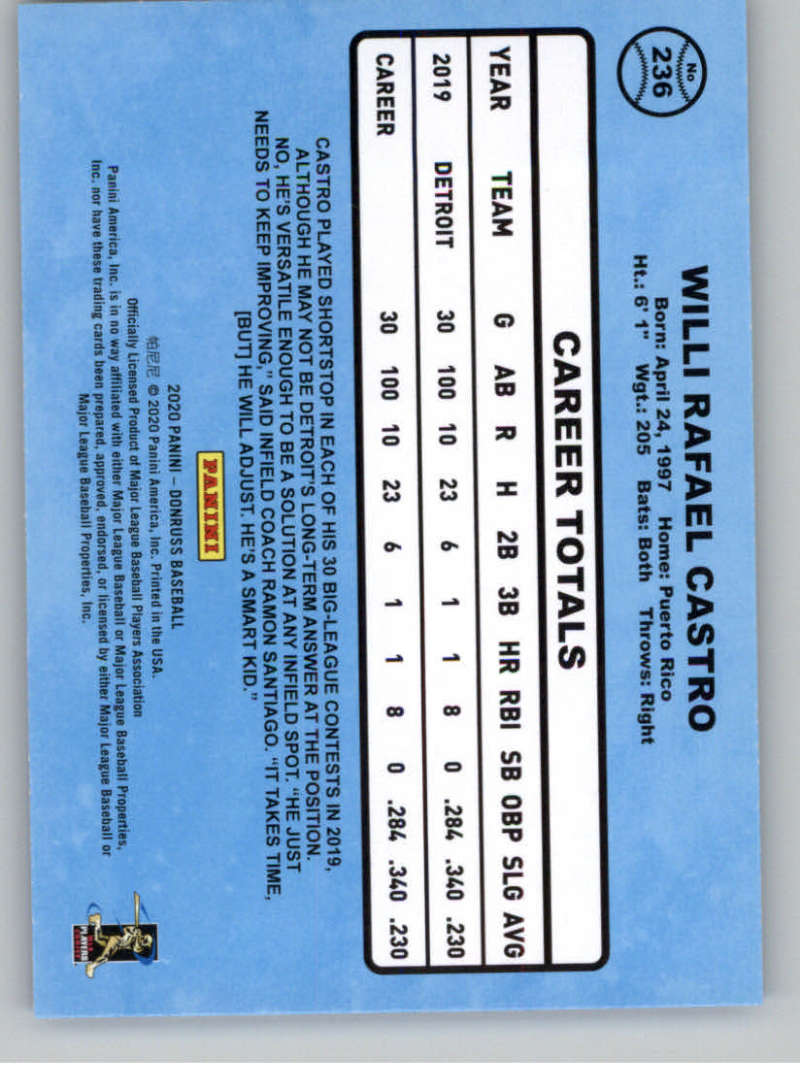 No
236
WILLI RAFAEL CASTRO
Born: April 24, 1997 Home: Puerto Rico
Ht.: 6' 1" Wgt.: 205 Bats: Both Throws: Right
CAREER TOTALS
YEAR TEAM G AB R H 2B 3B HR RBI SB OBP SLG AVG
2019 DETROIT 30 100 10 23 6 1 1 8 0 .284 .340 .230
CAREER 30 100 10 23 6 1 1 8 0 .284 .340 .230
CASTRO PLAYED SHORTSTOP IN EACH OF HIS 30 BIG-LEAGUE CONTESTS IN 2019,
ALTHOUGH HE MAY NOT BE DETROIT'S LONG-TERM ANSWER AT THE POSITION.
NO, HE'S VERSATILE ENOUGH TO BE A SOLUTION AT ANY INFIELD SPOT. "HE JUST
NEEDS TO KEEP IMPROVING," SAID INFIELD COACH RAMON SANTIAGO. "IT TAKES TIME,
[BUT] HE WILL ADJUST. HE'S A SMART KID."
PANINI
2020 PANINI – DONRUSS BASEBALL
帕尼尼 © 2020 Panini America, Inc. Printed in the USA.
Officially Licensed Product of Major League Baseball Players Association
Panini America, Inc. is in no way affiliated with either Major League Baseball or Major League Baseball Properties,
Inc. nor have these trading cards been prepared, approved, endorsed, or licensed by either Major League Baseball or
Major League Baseball Properties, Inc.
PLAYERS